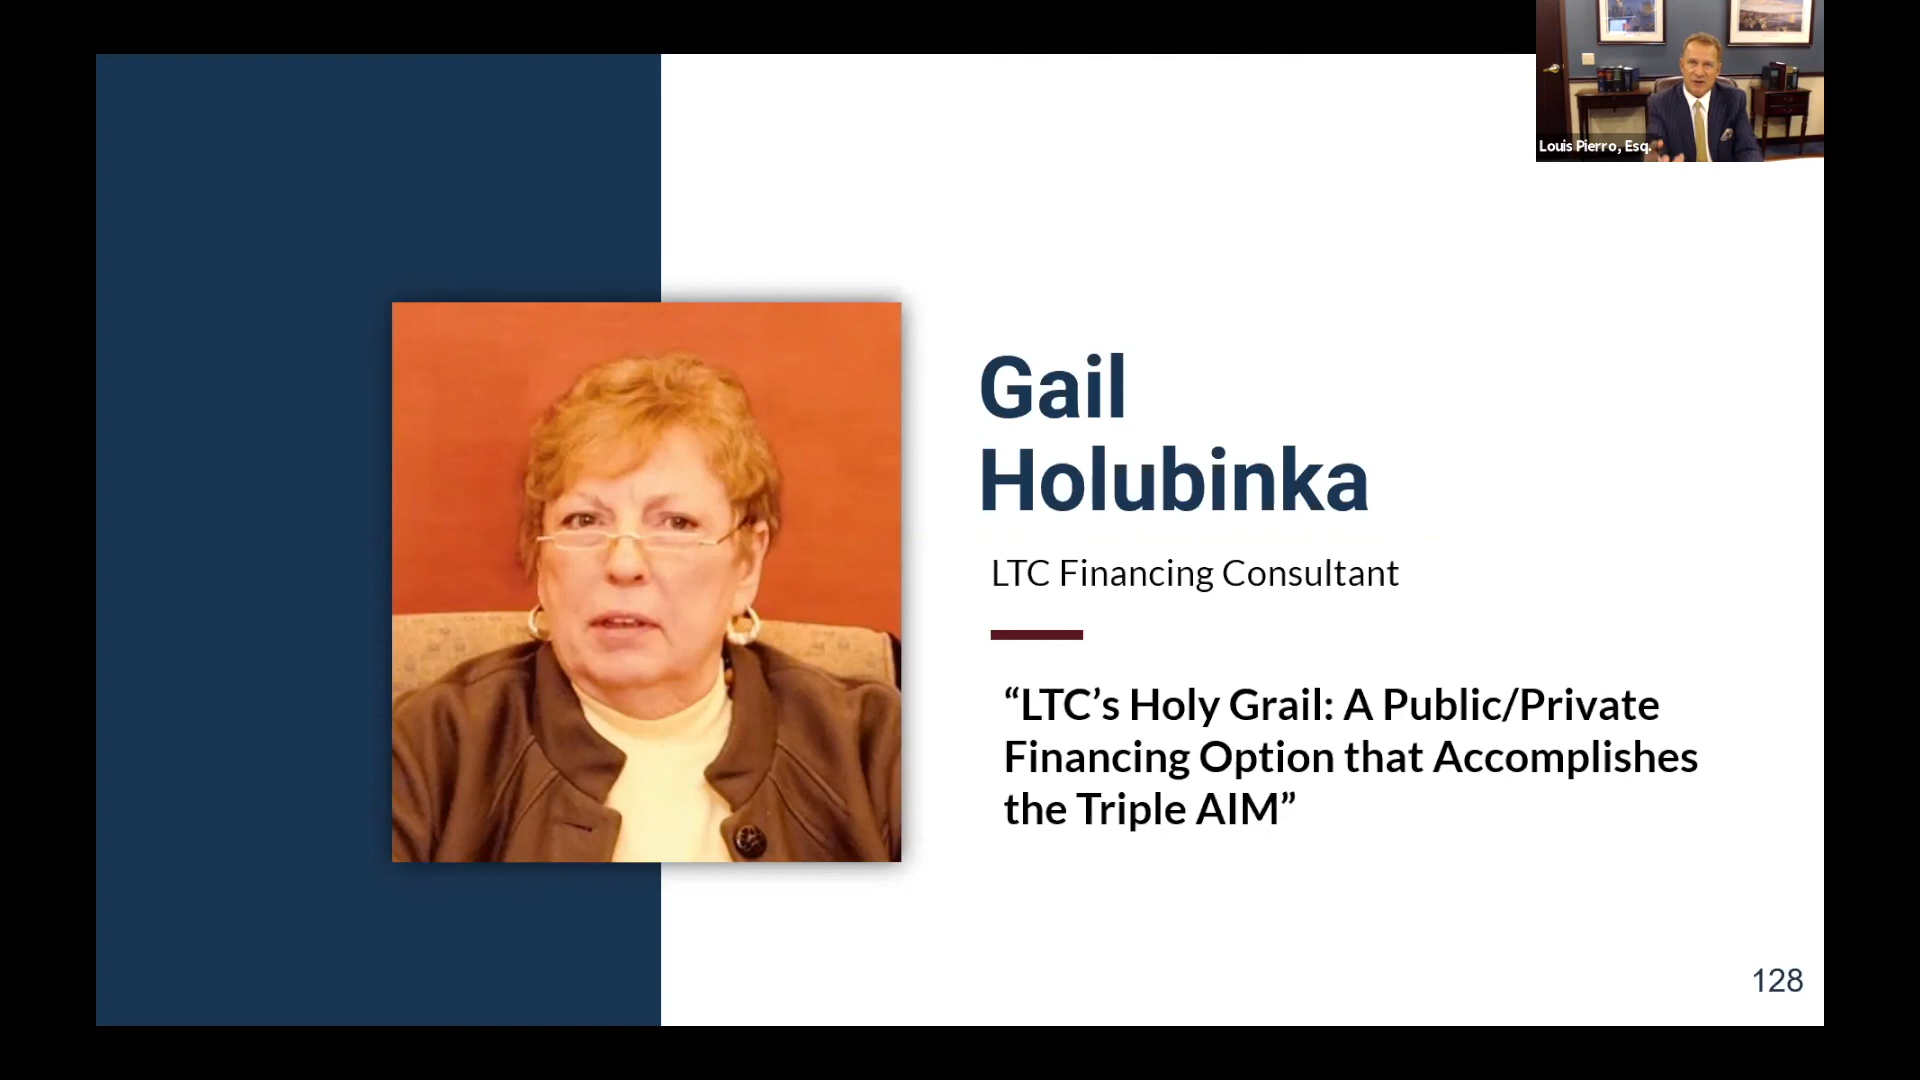 Louis Pierro, Esq.
Gail
Holubinka
LTC Financing Consultant
“LTC’s Holy Grail: A Public/Private
Financing Option that Accomplishes
the Triple AIM”
128